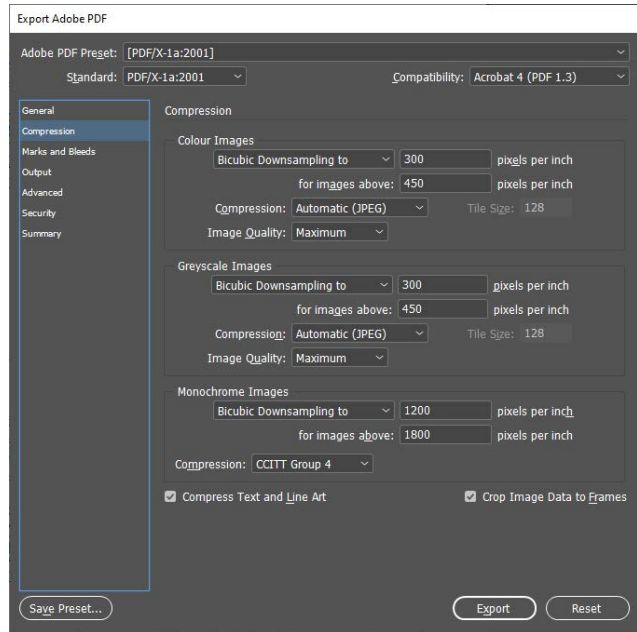 Export Adobe PDF
Adobe PDF Preset: [PDF/X-1a:2001]
Standard: PDF/X-1a:2001 Compatibility: Acrobat 4 (PDF 1.3)
General
Compression
Marks and Bleeds
Output
Advanced
Security
Summary
Compression
Colour Images
Bicubic Downsampling to 300 pixels per inch
for images above: 450 pixels per inch
Compression: Automatic (JPEG) Tile Size: 128
Image Quality: Maximum
Greyscale Images
Bicubic Downsampling to 300 pixels per inch
for images above: 450 pixels per inch
Compression: Automatic (JPEG) Tile Size: 128
Image Quality: Maximum
Monochrome Images
Bicubic Downsampling to 1200 pixels per inch
for images above: 1800 pixels per inch
Compression: CCITT Group 4
Compress Text and Line Art Crop Image Data to Frames
Save Preset... Export Reset